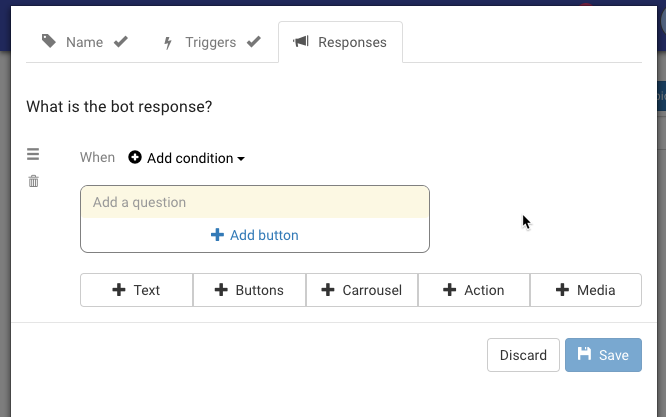 Name Triggers Responses
What is the bot response?
When Add condition
Add a question
Add button
Text Buttons Carrousel Action Media
Discard Save